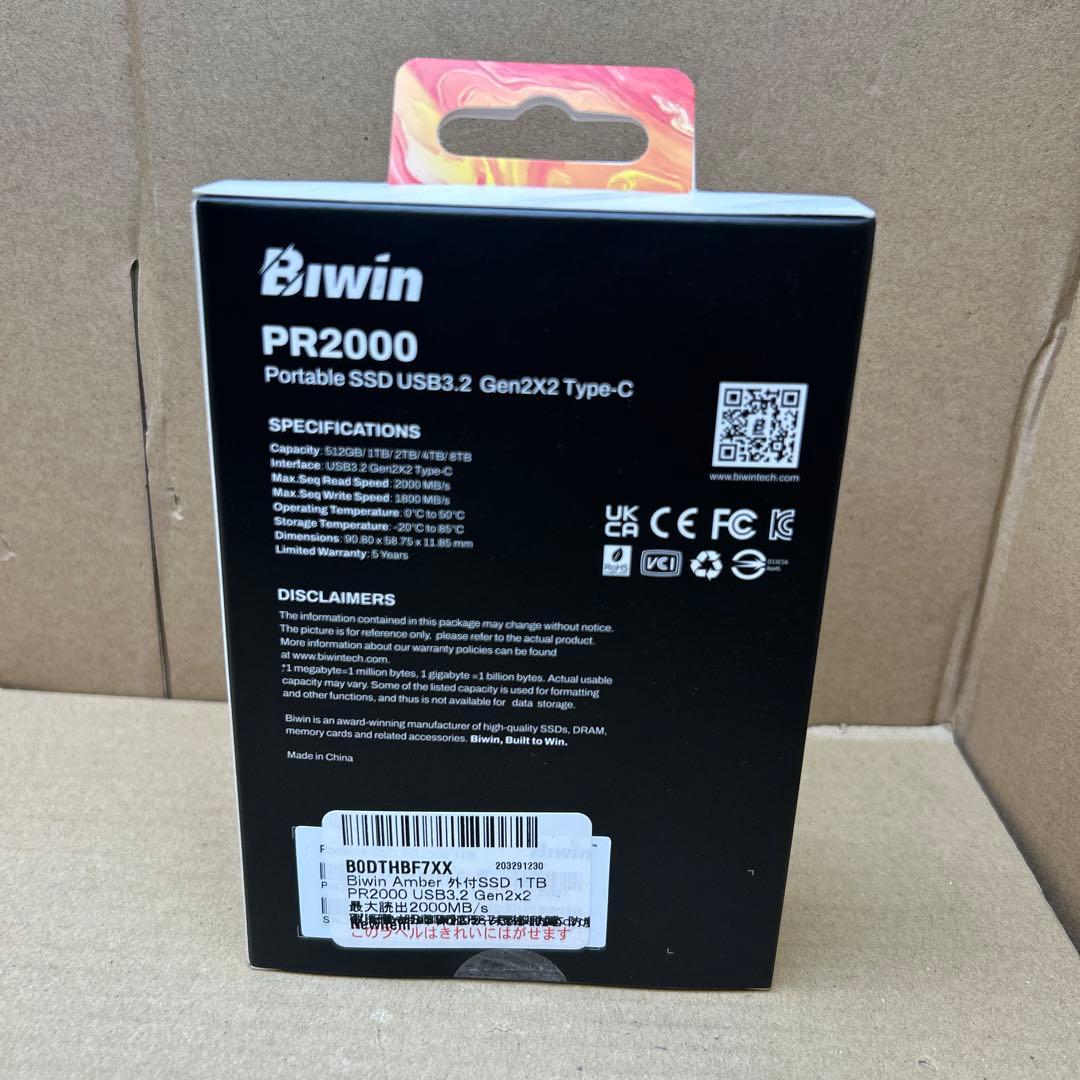 Biwin
PR2000
Portable SSD USB3.2 Gen2X2 Type-C
SPECIFICATIONS
Capacity: 512GB/ 1TB/ 2TB/ 4TB/ 8TB
Interface: USB3.2 Gen2X2 Type-C
Max.Seq Read Speed: 2000 MB/s
Max.Seq Write Speed: 1800 MB/s
Operating Temperature: 0°C to 50°C
Storage Temperature: -20°C to 85°C
Dimensions: 90.80 x 58.75 x 11.85 mm
Limited Warranty: 5 Years
www.biwintech.com
UK CA CE FC
RoHS VCI
D33E56
RoHS
DISCLAIMERS
The information contained in this package may change without notice.
The picture is for reference only, please refer to the actual product.
More information about our warranty policies can be found
at www.biwintech.com.
*1 megabyte=1 million bytes, 1 gigabyte =1 billion bytes. Actual usable
capacity may vary. Some of the listed capacity is used for formatting
and other functions, and thus is not available for data storage.
Biwin is an award-winning manufacturer of high-quality SSDs, DRAM,
memory cards and related accessories. Biwin, Built to Win.
Made in China
B0DTHBF7XX 203291230
Biwin Amber 外付SSD 1TB
PR2000 USB3.2 Gen2x2
最大読出2000MB/s
NewItem
このラベルはきれいにはがせます